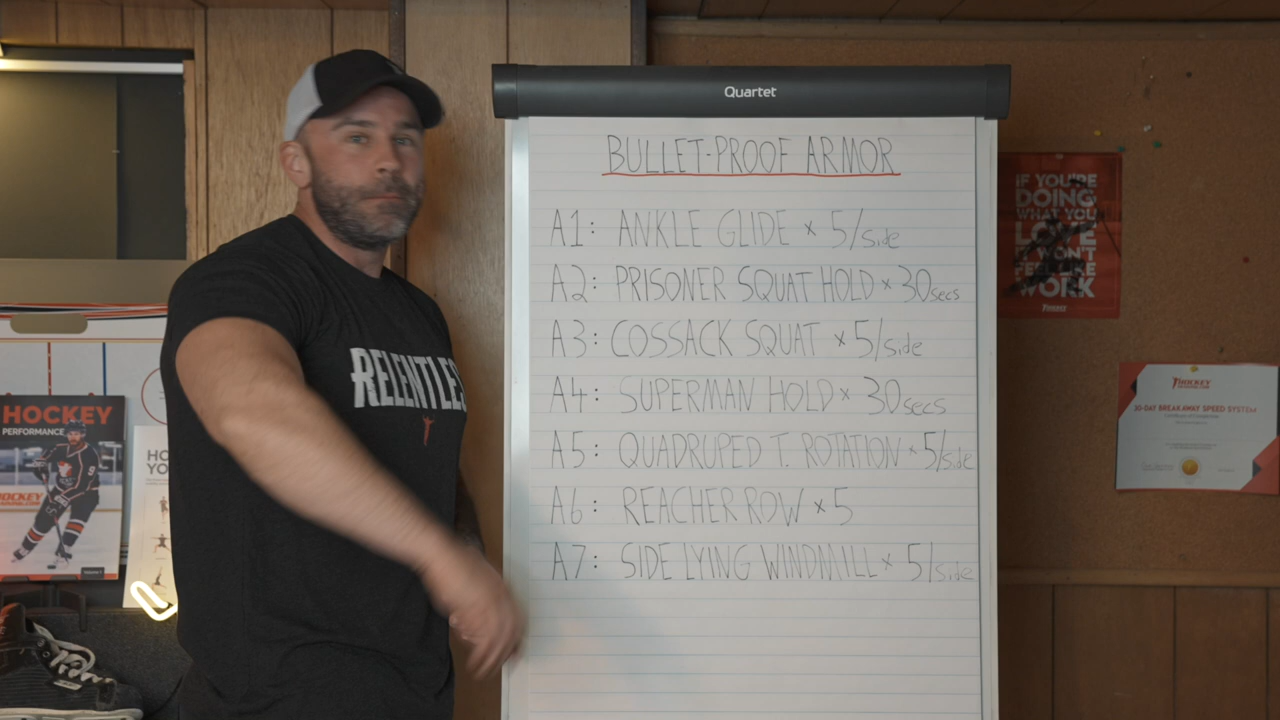 Quartet
BULLET-PROOF ARMOR
A1: ANKLE GLIDE × 5/side
A2: PRISONER SQUAT HOLD × 30secs
A3: COSSACK SQUAT × 5/side
A4: SUPERMAN HOLD × 30secs
A5: QUADRUPED T. ROTATION × 5/side
A6: REACHER ROW × 5
A7: SIDE LYING WINDMILL × 5/side
RELENTLES
HOCKEY
PERFORMANCE
HO
YO
IF YOU'RE
DOING
WHAT YOU
LOVE
IT WON'T
FEEL LIKE
WORK
HOCKEY
30-DAY BREAKAWAY SPEED SYSTEM